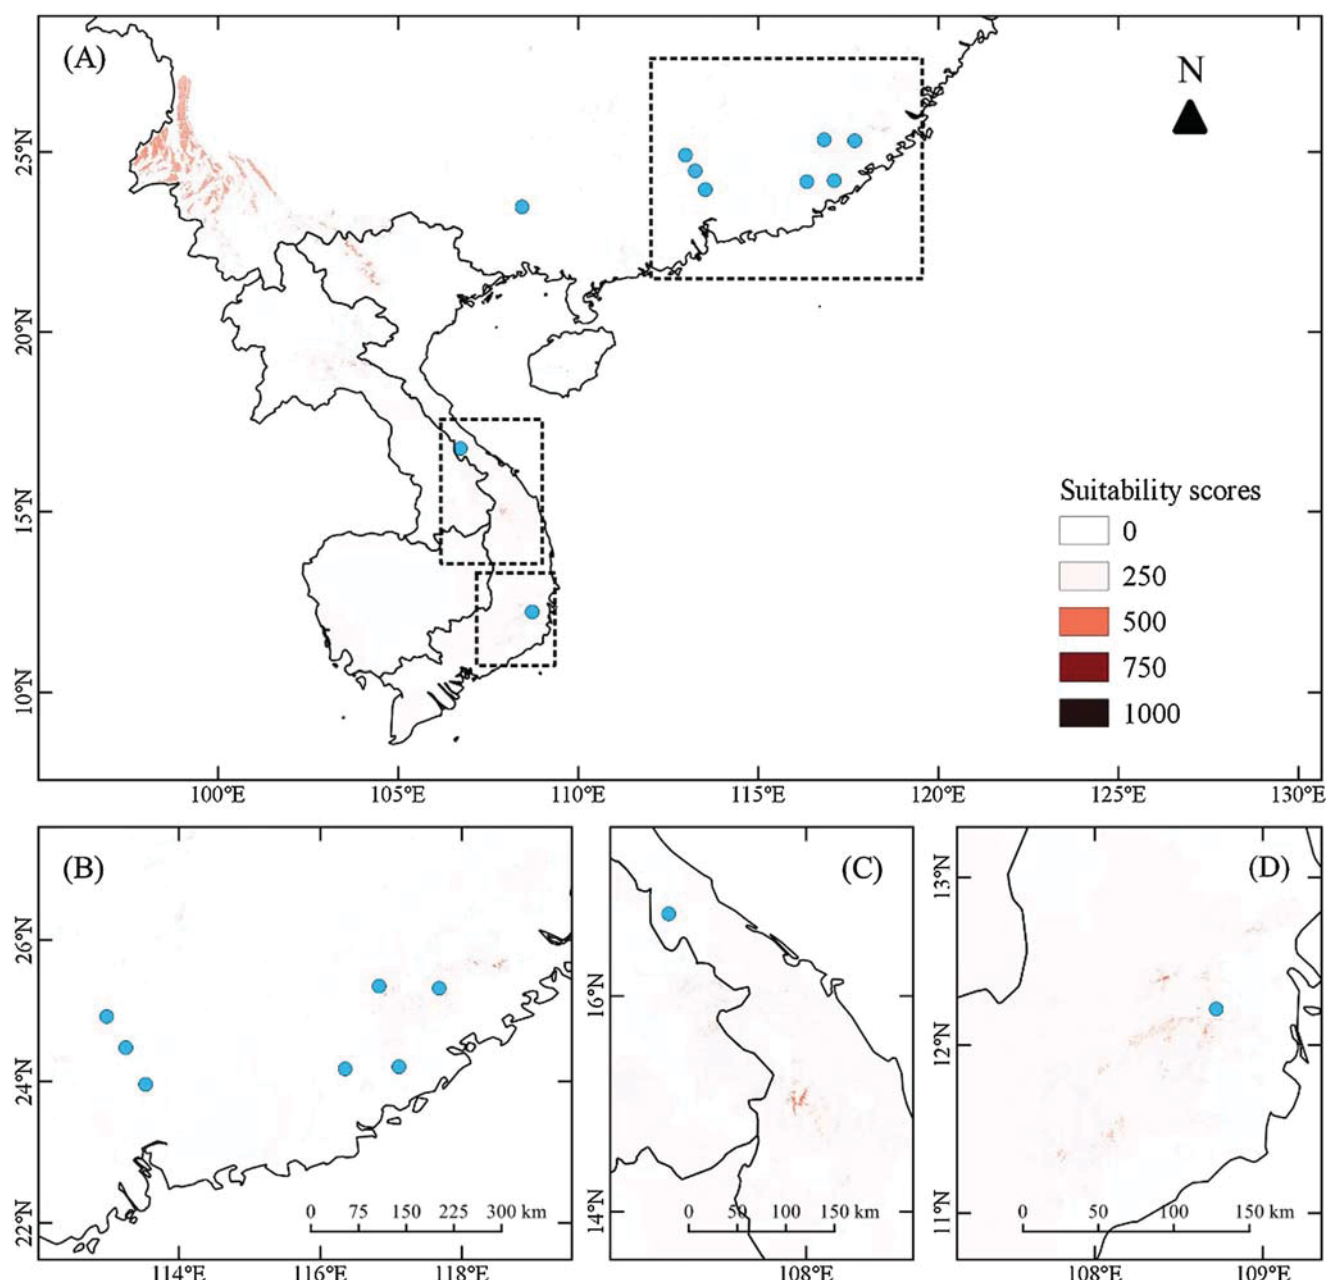 (A)
N
25°N
20°N
15°N
10°N
Suitability scores
0
250
500
750
1000
100°E 105°E 110°E 115°E 120°E 125°E 130°E
(B)
26°N
24°N
22°N
0 75 150 225 300 km
114°E 116°E 118°E
(C)
16°N
14°N
0 50 100 150 km
108°E
(D)
13°N
12°N
11°N
0 50 100 150 km
108°E 109°E